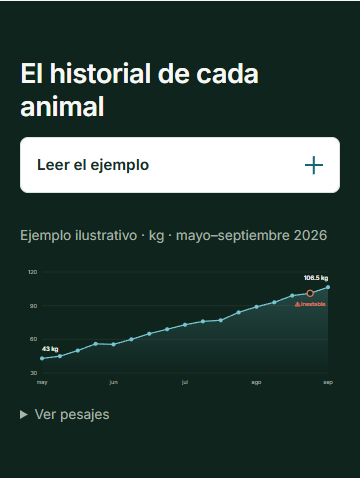 El historial de cada
animal
Leer el ejemplo
Ejemplo ilustrativo · kg · mayo–septiembre 2026
120
108.5 kg
90
inestable
60
43 kg
30
may
jun
jul
ago
sep
Ver pesajes